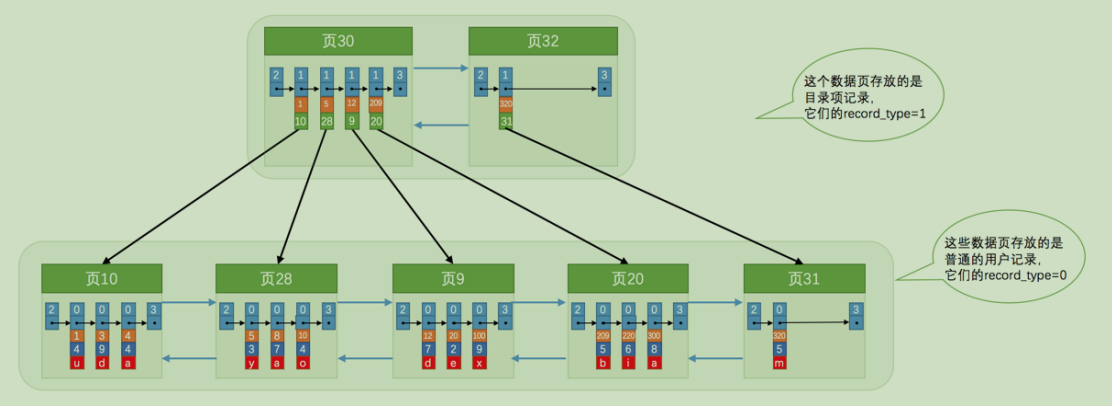 页30 页32
2 1 1 1 1 3 2 1 3
1 5 12 209 320
10 28 9 20 31
这个数据页存放的是
目录项记录，
它们的record_type=1
这些数据页存放的是
普通的用户记录，
它们的record_type=0
页10 页28 页9 页20 页31
2 0 0 0 3 2 0 0 0 3 2 0 0 0 3 2 0 0 0 3 2 0 3
1 3 4 5 8 10 12 20 100 209 220 300 320
4 9 4 3 7 4 7 2 9 5 6 8 5
u d a y a o d e x b i a m